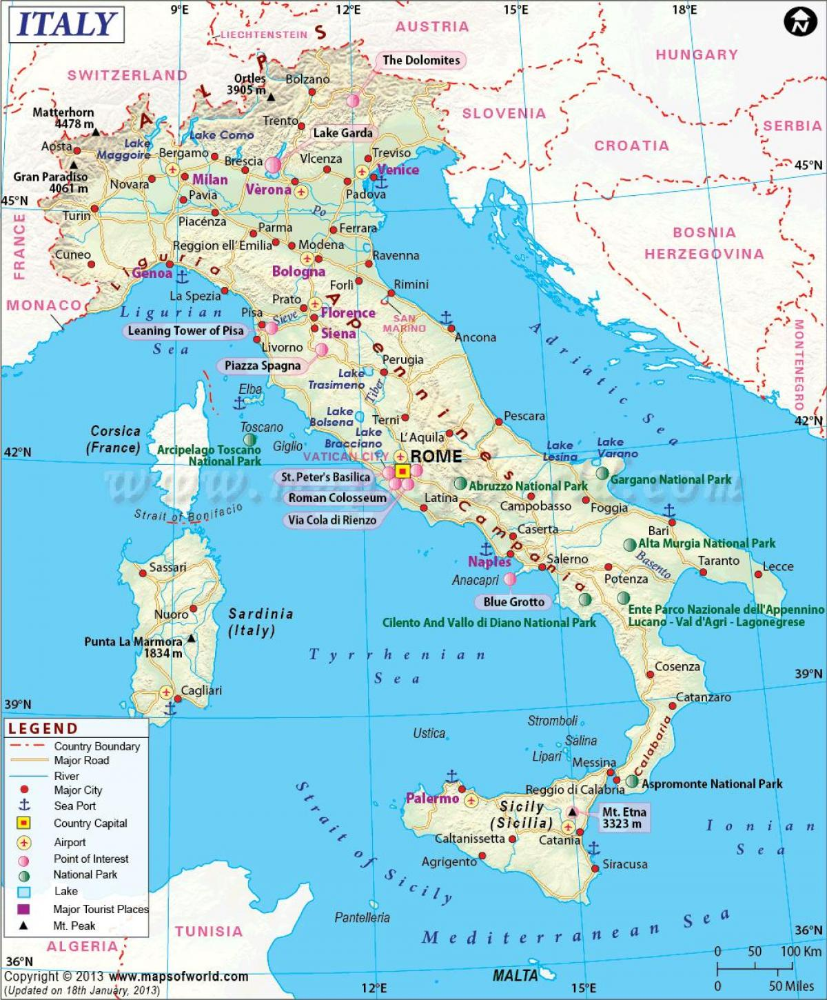 ITALY
9°E
12°E
15°E
18°E
N
LIECHTENSTEIN
AUSTRIA
HUNGARY
SWITZERLAND
SLOVENIA
CROATIA
SERBIA
BOSNIA
HERZEGOVINA
FRANCE
MONACO
MONTENEGRO
SAN
MARINO
ALPS
The Dolomites
Ortles
3905 m
Bolzano
Matterhorn
4478 m
Trento
Lake Garda
Aosta
Lake
Maggoire
Lake Como
Bergamo
Brescia
VIcenza
Treviso
Venice
Gran Paradiso
4061 m
Novara
Milan
Vèrona
Padova
45°N
45°N
Pavia
Po
Turin
Piacénza
Parma
Ferrara
Reggion ell'Emilia
Modena
Cuneo
Liguria
Genoa
Bologna
Ravenna
La Spezia
Forlì
Rimini
Prato
Ligurian
Sea
Pisa
Sieve
Florence
Apennines
Leaning Tower of Pisa
Siena
Ancona
Livorno
Piazza Spagna
Perugia
Adriatic Sea
Lake
Trasimeno
Tiber
Elba
Lake
Bolsena
Terni
Pescara
42°N
Toscano
Giglio
Lake
Bracciano
L'Aquila
Lake
Lesina
Lake
Varano
Corsica
(France)
Arcipelago Toscano
National Park
42°N
VATICAN CITY
ROME
St. Peter's Basilica
Abruzzo National Park
Gargano National Park
Roman Colosseum
Latina
Campobasso
Foggia
Via Cola di Rienzo
Strait of Bonifacio
Campania
Caserta
Bari
Naples
Alta Murgia National Park
Salerno
Basento
Taranto
Lecce
Sassari
Anacapri
Potenza
Blue Grotto
Nuoro
Sardinia
(Italy)
Ente Parco Nazionale dell'Appennino
Lucano - Val d'Agri - Lagonegrese
Cilento And Vallo di Diano National Park
Punta La Marmora
1834 m
Tyrrhenian
Sea
Cosenza
39°N
Cagliari
Catanzaro
39°N
Stromboli
Ustica
Salina
Lipari
Calabaria
Messina
Aspromonte National Park
Reggio di Calabria
Palermo
Sicily
(Sicilia)
Mt. Etna
3323 m
Ionian
Sea
Caltanissetta
Catania
Agrigento
Siracusa
Strait of Sicily
Pantelleria
Mediterranean Sea
36°N
TUNISIA
ALGERIA
36°N
MALTA
12°E
15°E
LEGEND
Country Boundary
Major Road
River
Major City
Sea Port
Country Capital
Airport
Point of Interest
National Park
Lake
Major Tourist Places
Mt. Peak
0 50 100 Km
0 50 Miles
Copyright © 2013 www.mapsofworld.com
(Updated on 18th January, 2013)